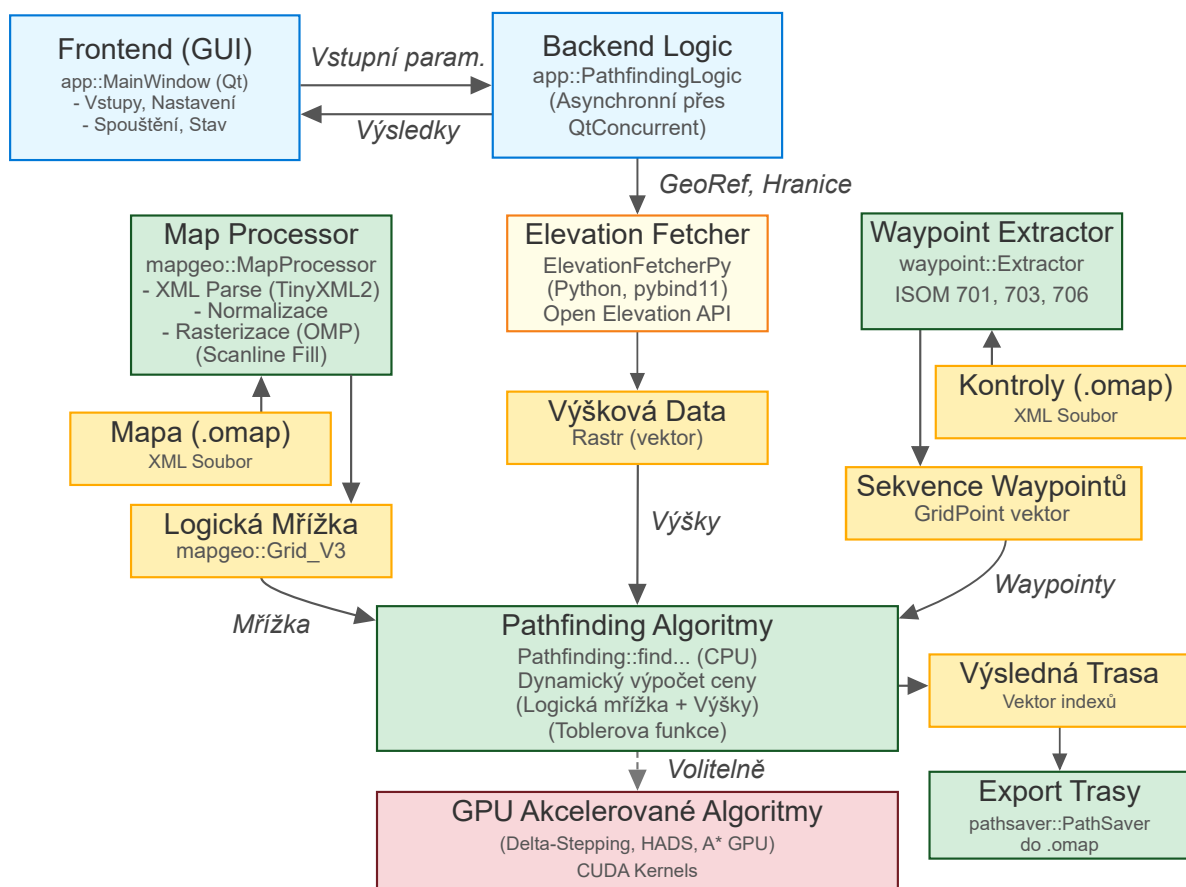 Frontend (GUI)
app::MainWindow (Qt)
- Vstupy, Nastavení
- Spouštění, Stav
Vstupní param.
Výsledky
Backend Logic
app::PathfindingLogic
(Asynchronní přes
QtConcurrent)
GeoRef, Hranice
Map Processor
mapgeo::MapProcessor
- XML Parse (TinyXML2)
- Normalizace
- Rasterizace (OMP)
(Scanline Fill)
Elevation Fetcher
ElevationFetcherPy
(Python, pybind11)
Open Elevation API
Waypoint Extractor
waypoint::Extractor
ISOM 701, 703, 706
Mapa (.omap)
XML Soubor
Výšková Data
Rastr (vektor)
Kontroly (.omap)
XML Soubor
Logická Mřížka
mapgeo::Grid_V3
Sekvence Waypointů
GridPoint vektor
Mřížka
Výšky
Waypointy
Pathfinding Algoritmy
Pathfinding::find... (CPU)
Dynamický výpočet ceny
(Logická mřížka + Výšky)
(Toblerova funkce)
Výsledná Trasa
Vektor indexů
Volitelně
GPU Akcelerované Algoritmy
(Delta-Stepping, HADS, A* GPU)
CUDA Kernels
Export Trasy
pathsaver::PathSaver
do .omap